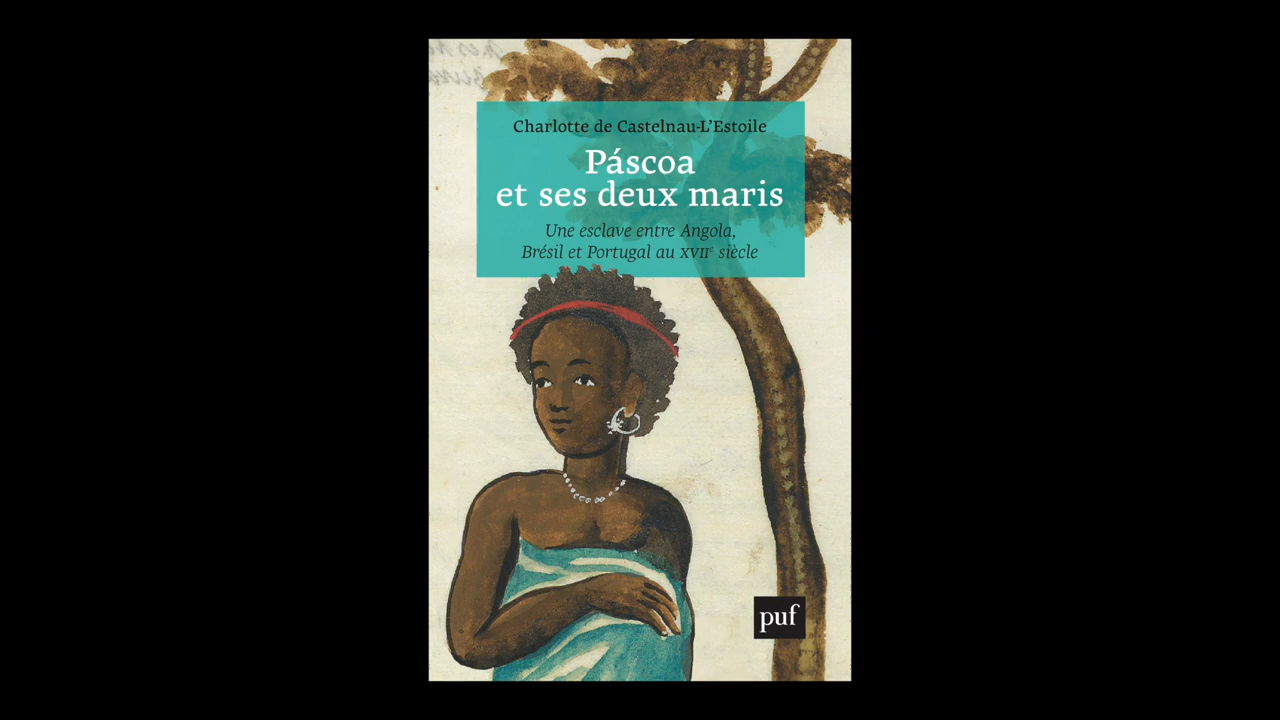 Charlotte de Castelnau-L'Estoile
Páscoa
et ses deux maris
Une esclave entre Angola,
Brésil et Portugal au XVIIe siècle
puf